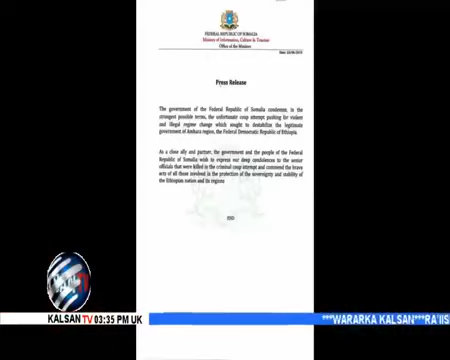 FEDERAL REPUBLIC OF SOMALIA
Ministry of Information, Culture & Tourism
Office of the Minister
Press Release
The government of the Federal Republic of Somalia condemns, in the
strongest possible terms, the unfortunate coup attempt pushing for violent
and illegal regime change which sought to destabilize the legitimate
government of Amhara region, the Federal Democratic Republic of Ethiopia.
As a close ally and partner, the government and the people of the Federal
Republic of Somalia wish to express our deep condolences to the senior
officials that were killed in the criminal coup attempt and commend the brave
acts of all those involved in the protection of the sovereignty and stability of
the Ethiopian nation and its regions
END
KALSAN TV 03:35 PM UK
***WARARKA KALSAN***RA'IIS